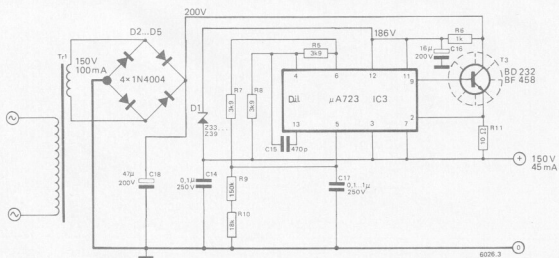 200V
D2...D5
186V
R6
1k
16µ
200V
C16
T3
BD 232
BF 458
Tr1
150V
100mA
4×1N4004
R5
3k9
4
6
12
11
9
Dil
µA723
IC3
2
13
5
3
7
R7
3k9
R8
3k9
D1
Z33...
Z39
C15
470p
R11
10Ω
+
150V
45mA
47µ
200V
C18
0,1µ
250V
C14
R9
150k
R10
18k
C17
0,1...1µ
250V
0
6026.3